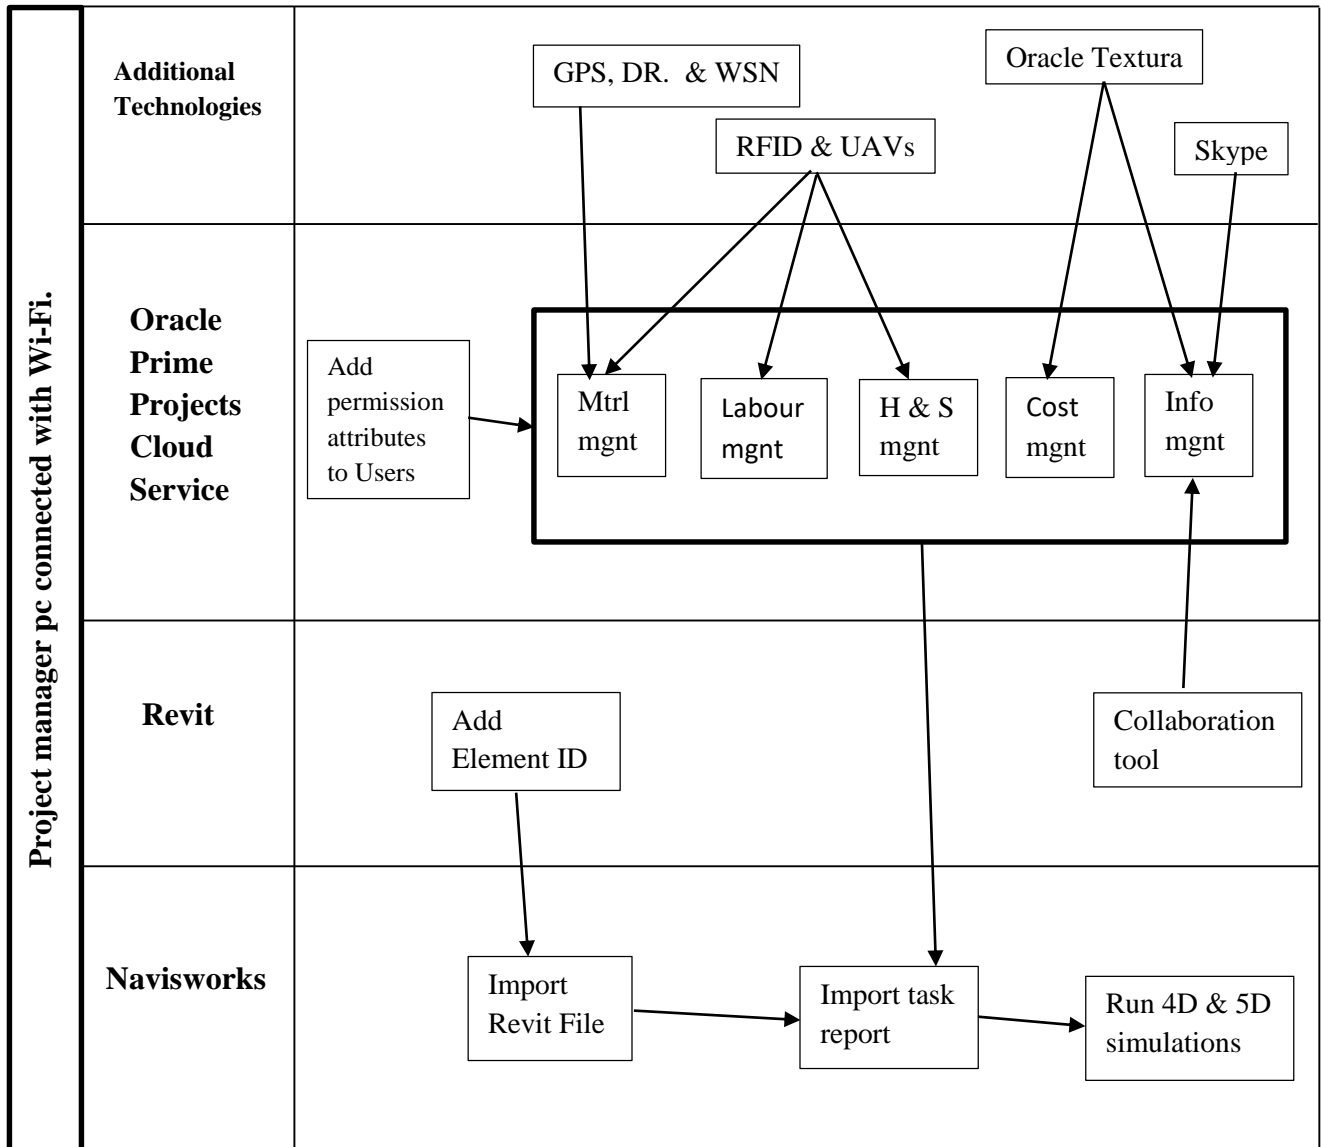 Project manager pc connected with Wi-Fi.
Additional
Technologies
GPS, DR.  & WSN
Oracle Textura
RFID & UAVs
Skype
Oracle
Prime
Projects
Cloud
Service
Add
permission
attributes
to Users
Mtrl
mgnt
Labour
mgnt
H & S
mgnt
Cost
mgnt
Info
mgnt
Revit
Add
Element ID
Collaboration
tool
Navisworks
Import
Revit File
Import task
report
Run 4D & 5D
simulations